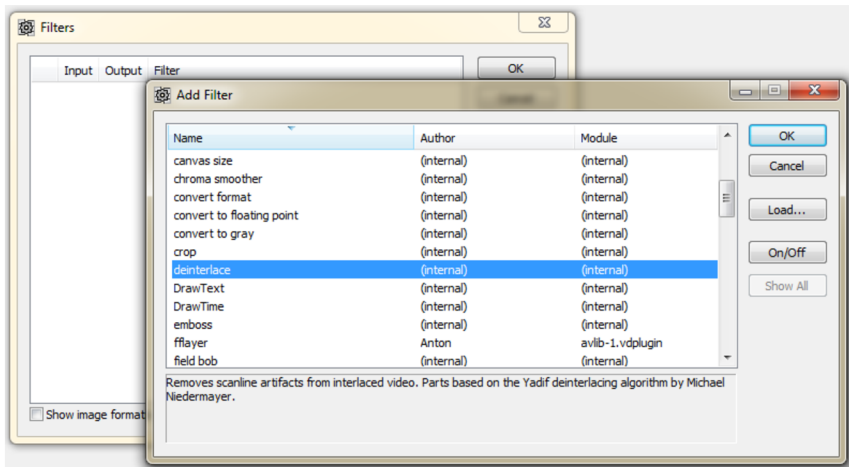 Filters
Input Output Filter
OK
Cancel
Show image format
Add Filter
Name Author Module
canvas size (internal) (internal)
chroma smoother (internal) (internal)
convert format (internal) (internal)
convert to floating point (internal) (internal)
convert to gray (internal) (internal)
crop (internal) (internal)
deinterlace (internal) (internal)
DrawText (internal) (internal)
DrawTime (internal) (internal)
emboss (internal) (internal)
fflayer Anton avlib-1.vdplugin
field bob (internal) (internal)
Removes scanline artifacts from interlaced video. Parts based on the Yadif deinterlacing algorithm by Michael
Niedermayer.
OK
Cancel
Load...
On/Off
Show All